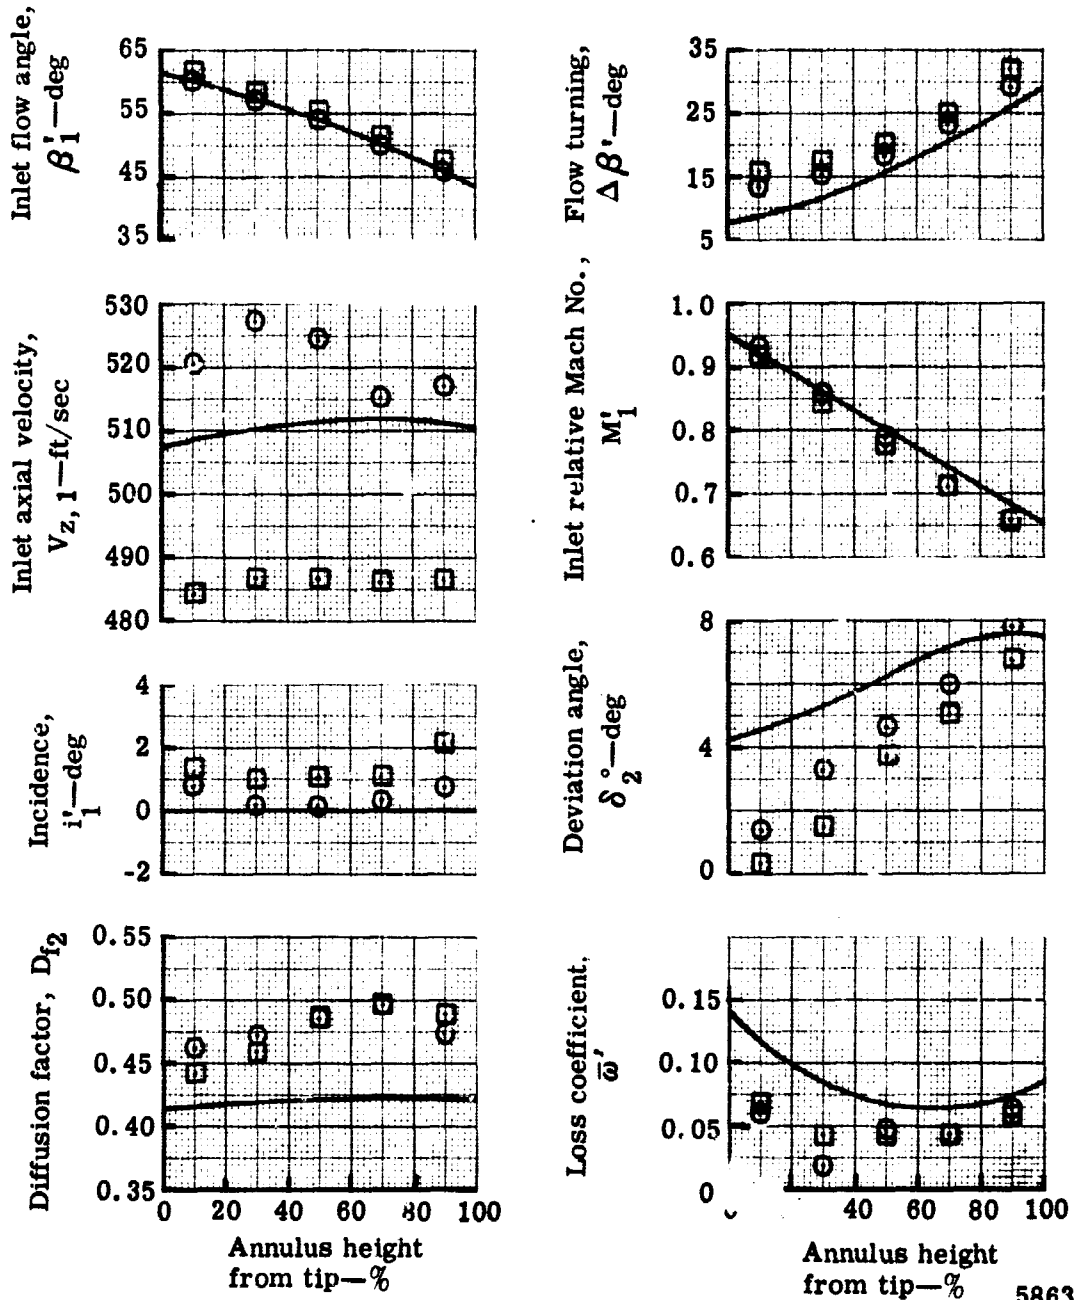 Inlet flow angle,
β'₁—deg
65
55
45
35
Flow turning,
Δ β'—deg
35
25
15
5
Inlet axial velocity,
V_z, 1—ft/sec
530
520
510
500
490
480
Inlet relative Mach No.,
M'₁
1.0
0.9
0.8
0.7
0.6
Incidence,
i'₁—deg
4
2
0
-2
Deviation angle,
δ°₂—deg
8
4
0
Diffusion factor, D_f₂
0.55
0.50
0.45
0.40
0.35
0 20 40 60 80 100
Annulus height
from tip—%
Loss coefficient,
ω̄'
0.15
0.10
0.05
0
40 60 80 100
Annulus height
from tip—%
5863